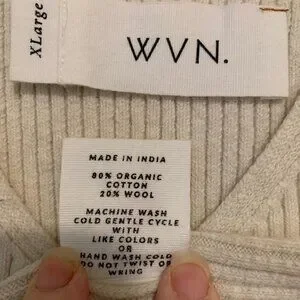 XLarge
WVN.
MADE IN INDIA
80% ORGANIC
COTTON
20% WOOL
MACHINE WASH
COLD GENTLE CYCLE
WITH
LIKE COLORS
OR
HAND WASH COLD
DO NOT TWIST OR
WRING